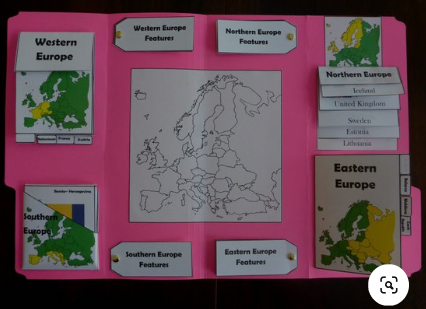 Western Europe
Features
Northern Europe
Features
Western
Europe
Northern Europe
Iceland
United Kingdom
Sweden
Estonia
Lithuania
Eastern
Europe
Southern
Europe
Southern Europe
Features
Eastern Europe
Features